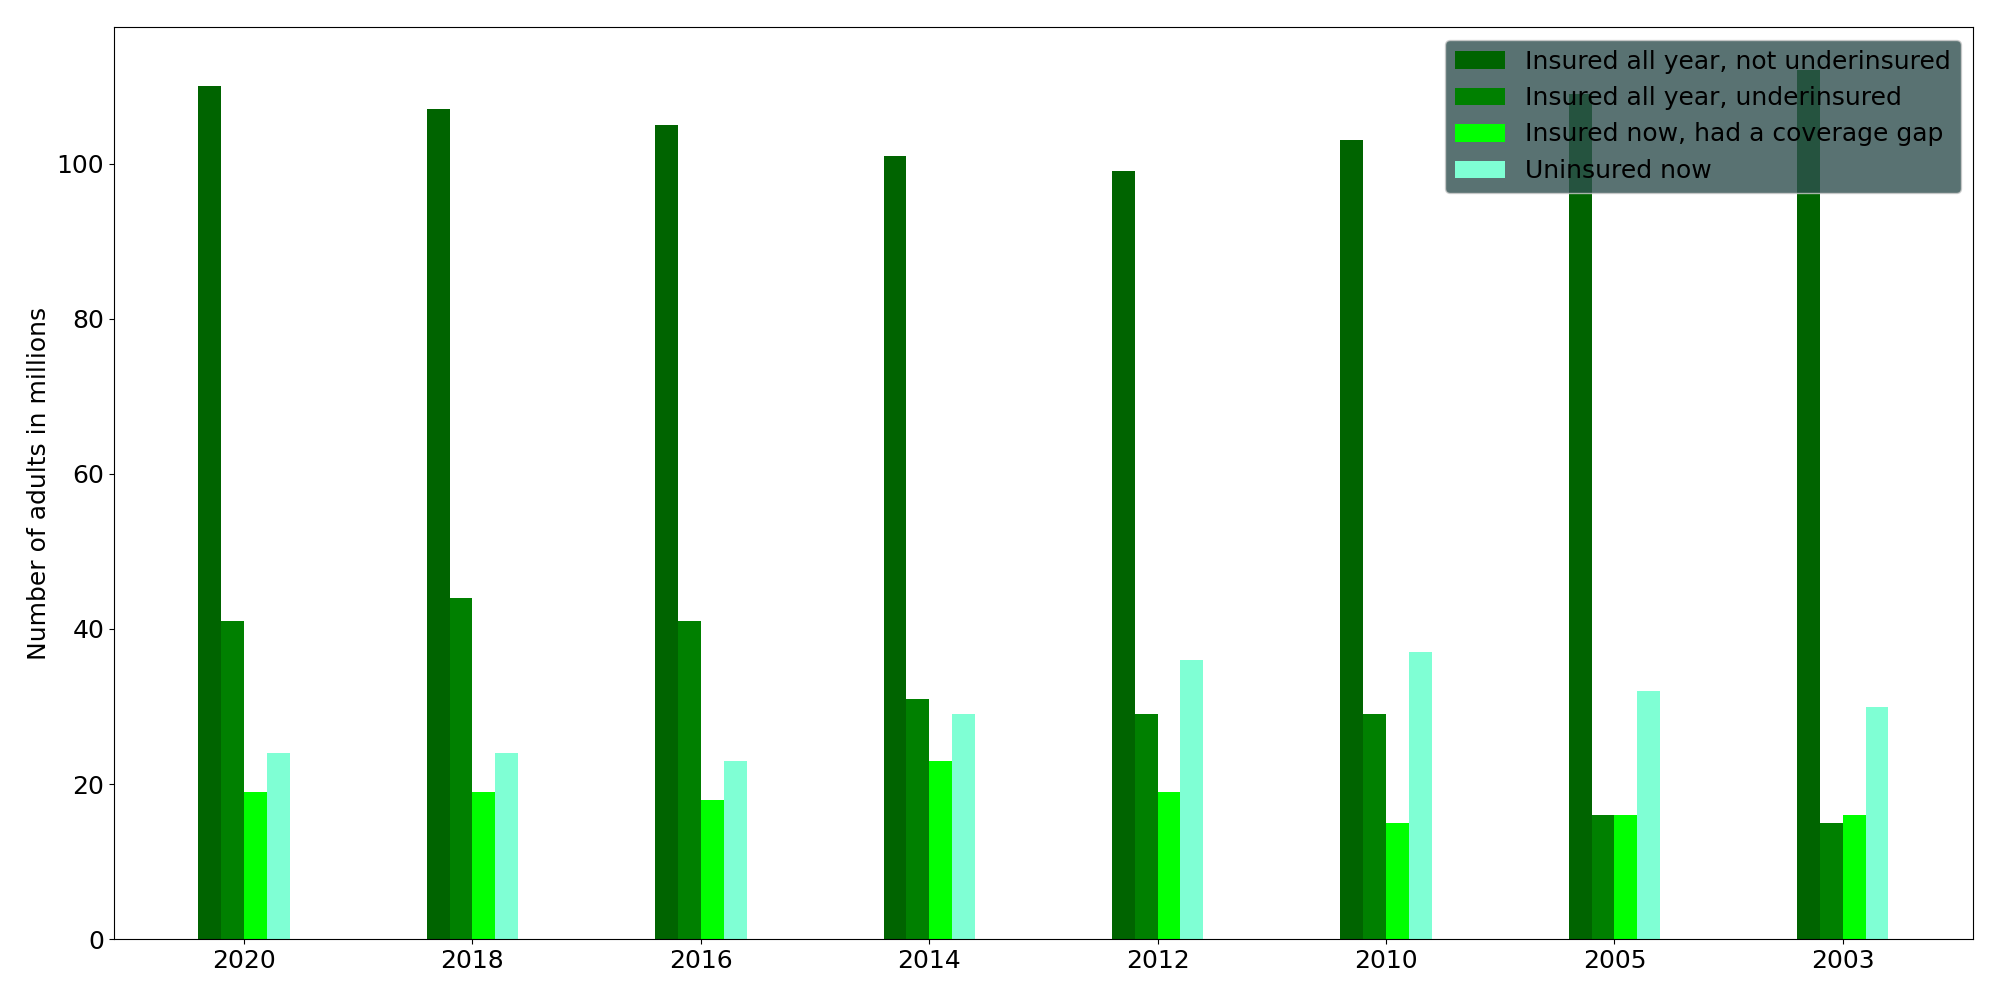 Number of adults in millions
100
80
60
40
20
0
Insured all year, not underinsured
Insured all year, underinsured
Insured now, had a coverage gap
Uninsured now
2020 2018 2016 2014 2012 2010 2005 2003